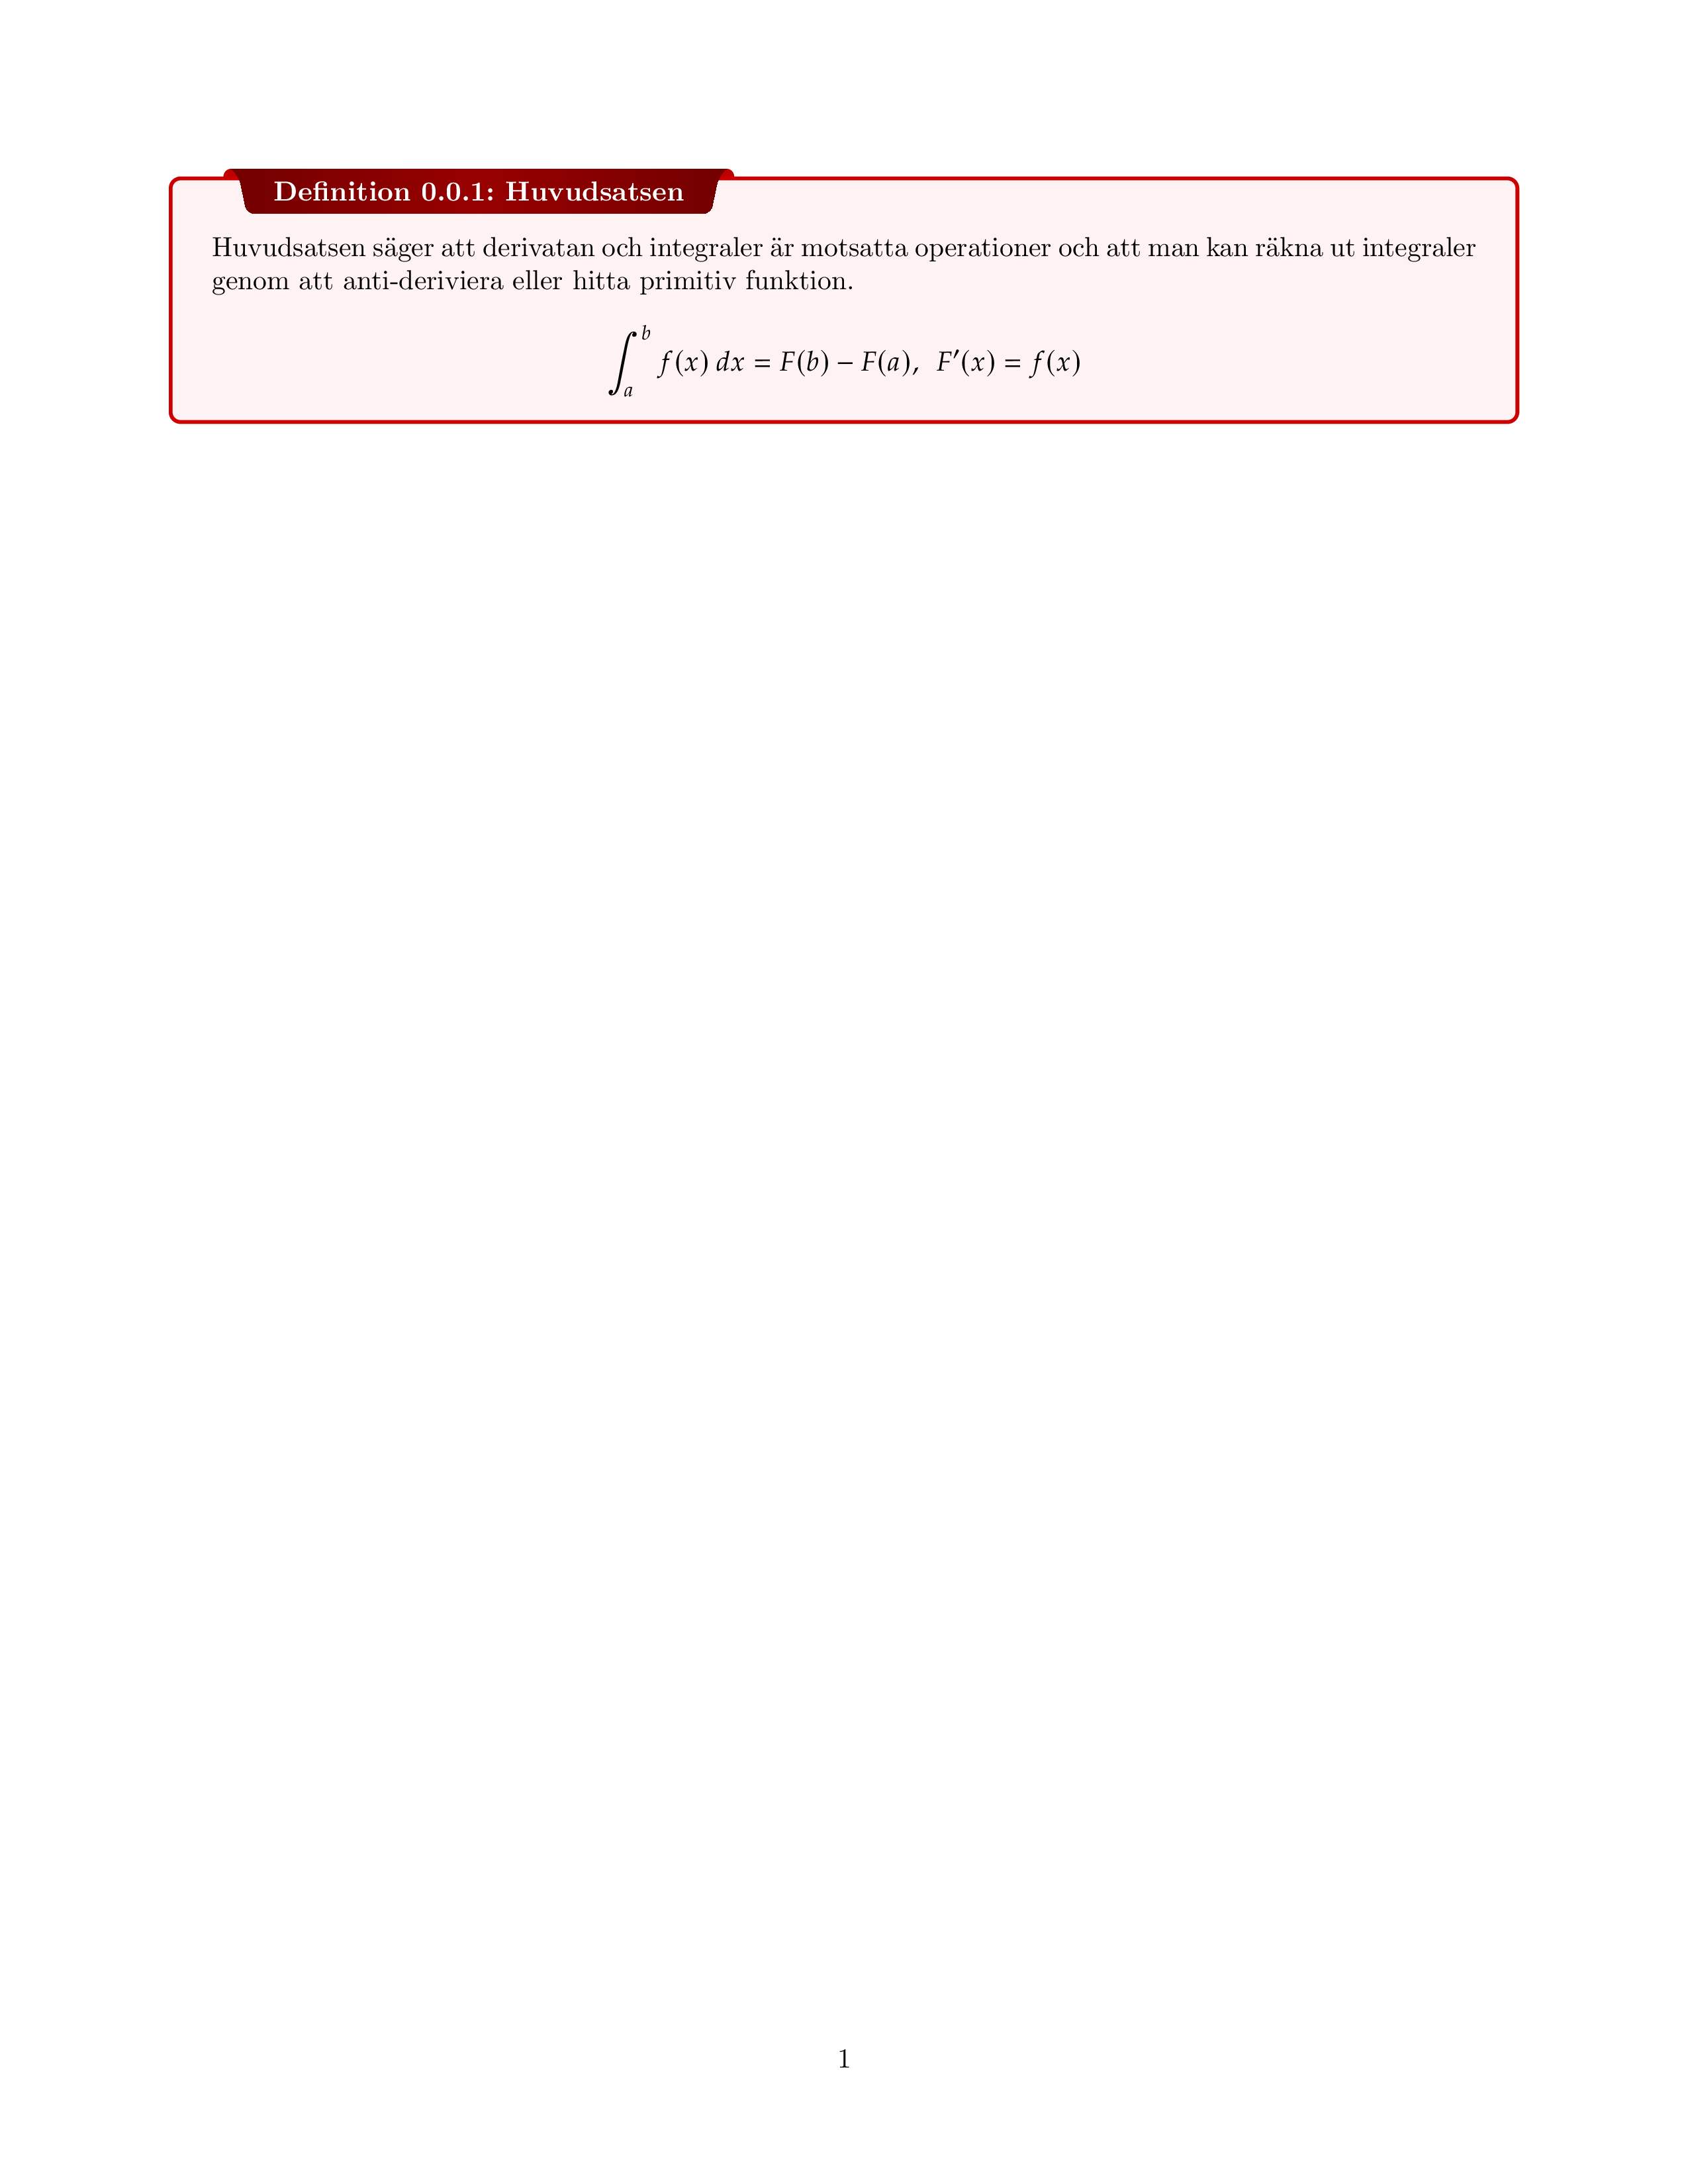 Definition 0.0.1: Huvudsatsen
Huvudsatsen säger att derivatan och integraler är motsatta operationer och att man kan räkna ut integraler
genom att anti-deriviera eller hitta primitiv funktion.
∫_a^b f(x) dx = F(b) − F(a), F′(x) = f(x)
1